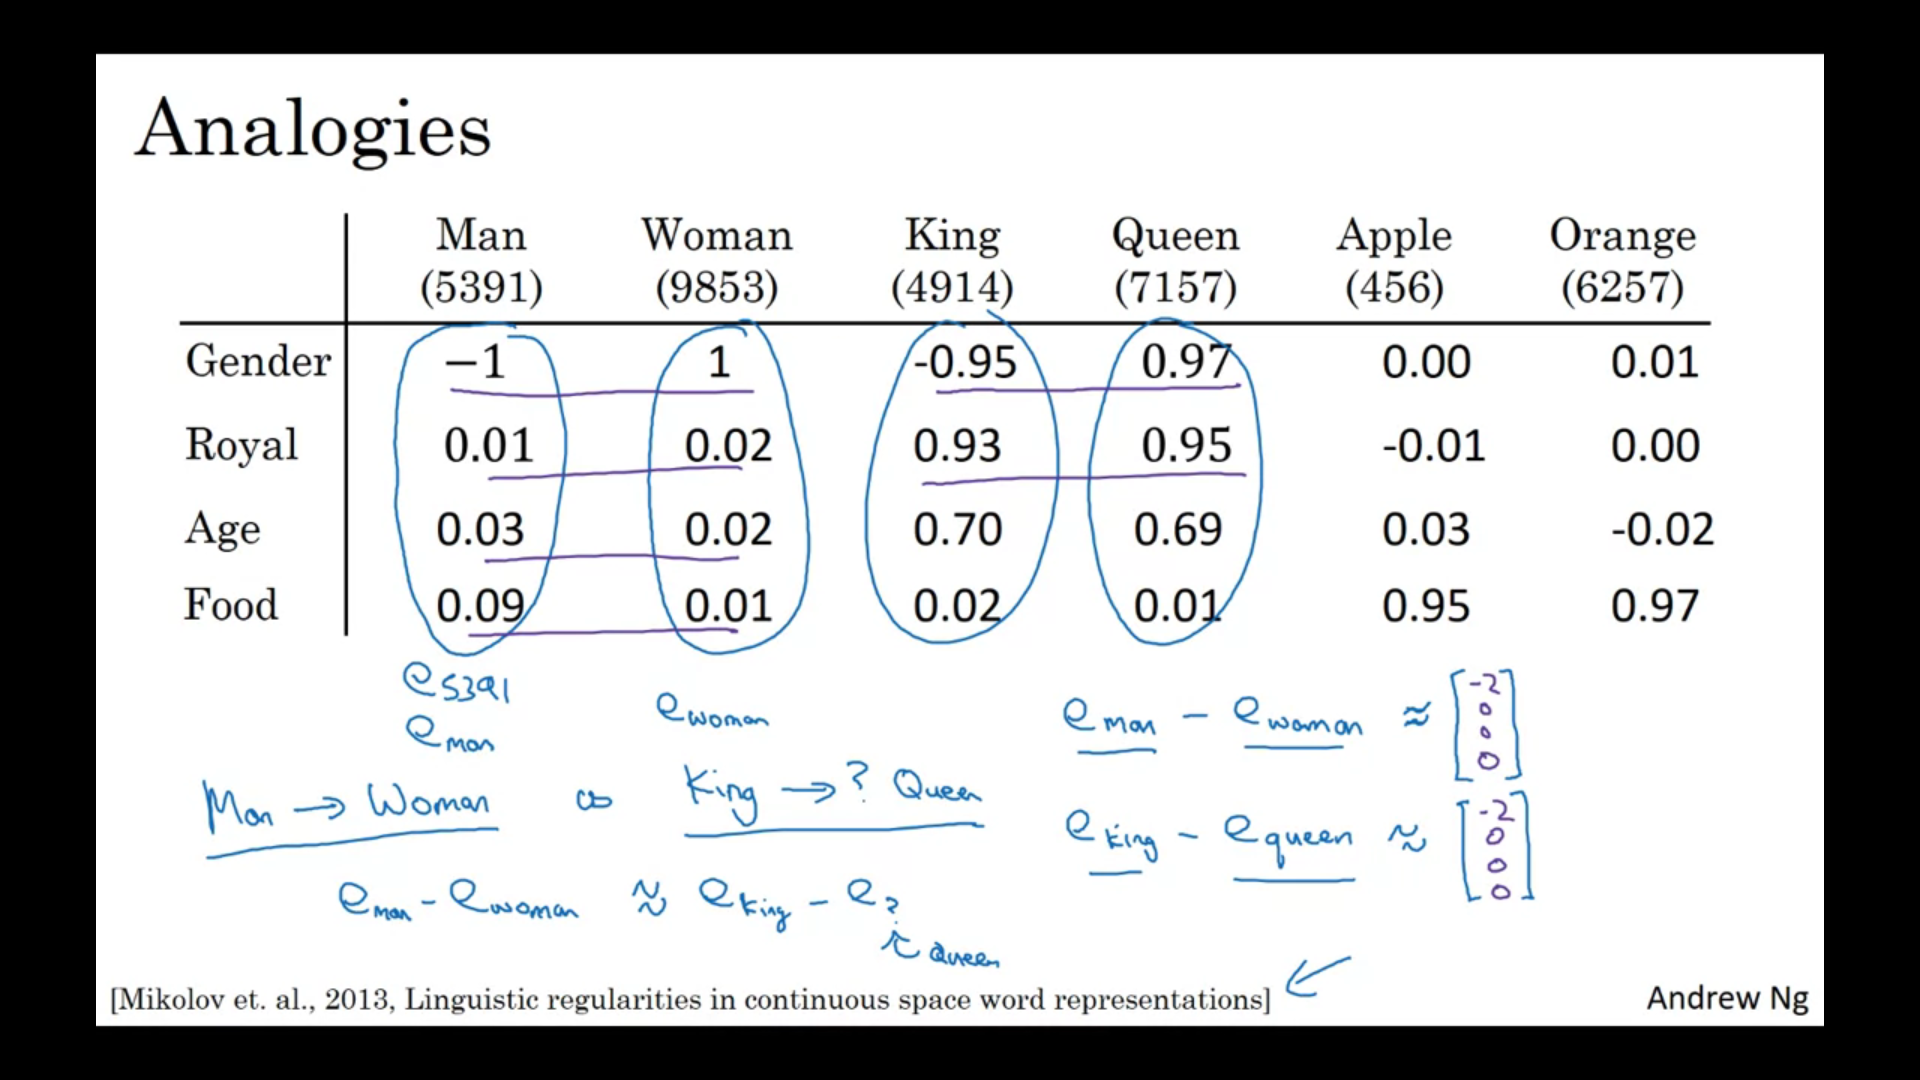 Analogies
Man Woman King Queen Apple Orange
(5391) (9853) (4914) (7157) (456) (6257)
Gender −1 1 -0.95 0.97 0.00 0.01
Royal 0.01 0.02 0.93 0.95 -0.01 0.00
Age 0.03 0.02 0.70 0.69 0.03 -0.02
Food 0.09 0.01 0.02 0.01 0.95 0.97
e5391
eman
ewoman
eman − ewoman ≈ [-2 0 0 0]
Man → Woman as King → ? Queen
eking − equeen ≈ [-2 0 0 0]
eman − ewoman ≈ eking − e?
↑ Queen
[Mikolov et. al., 2013, Linguistic regularities in continuous space word representations]
Andrew Ng